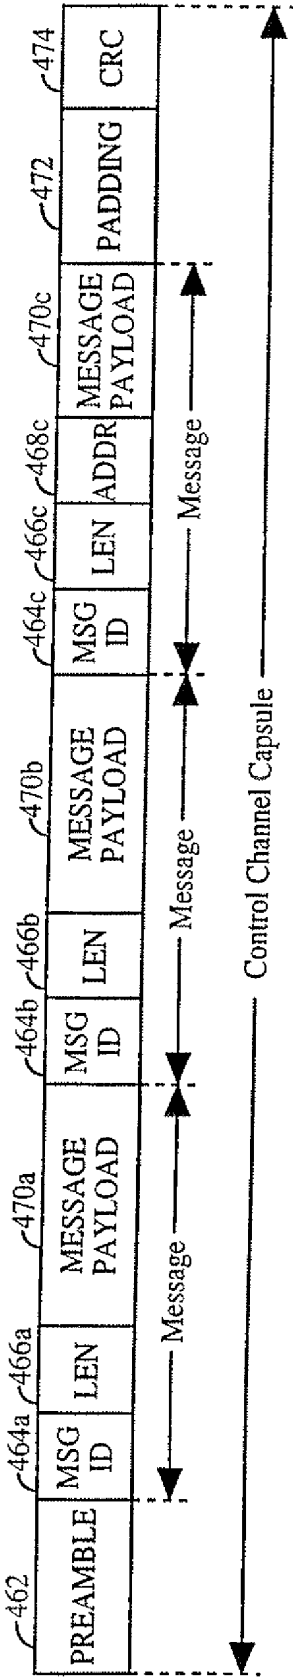 462
464a
466a
470a
464b
466b
470b
464c
466c
468c
470c
472
474
PREAMBLE
MSG
ID
LEN
MESSAGE
PAYLOAD
MSG
ID
LEN
MESSAGE
PAYLOAD
MSG
ID
LEN
ADDR
MESSAGE
PAYLOAD
PADDING
CRC
Message
Message
Message
Control Channel Capsule